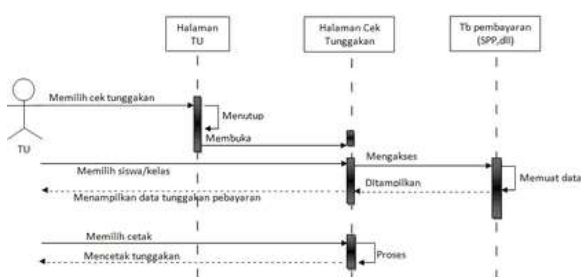 Halaman
TU
Halaman Cek
Tunggakan
Tb pembayaran
(SPP,dll)
Memilih cek tunggakan
Menutup
TU
Membuka
Memilih siswa/kelas
Mengakses
Memuat data
Ditampilkan
Menampilkan data tunggakan pebayaran
Memilih cetak
Mencetak tunggakan
Proses